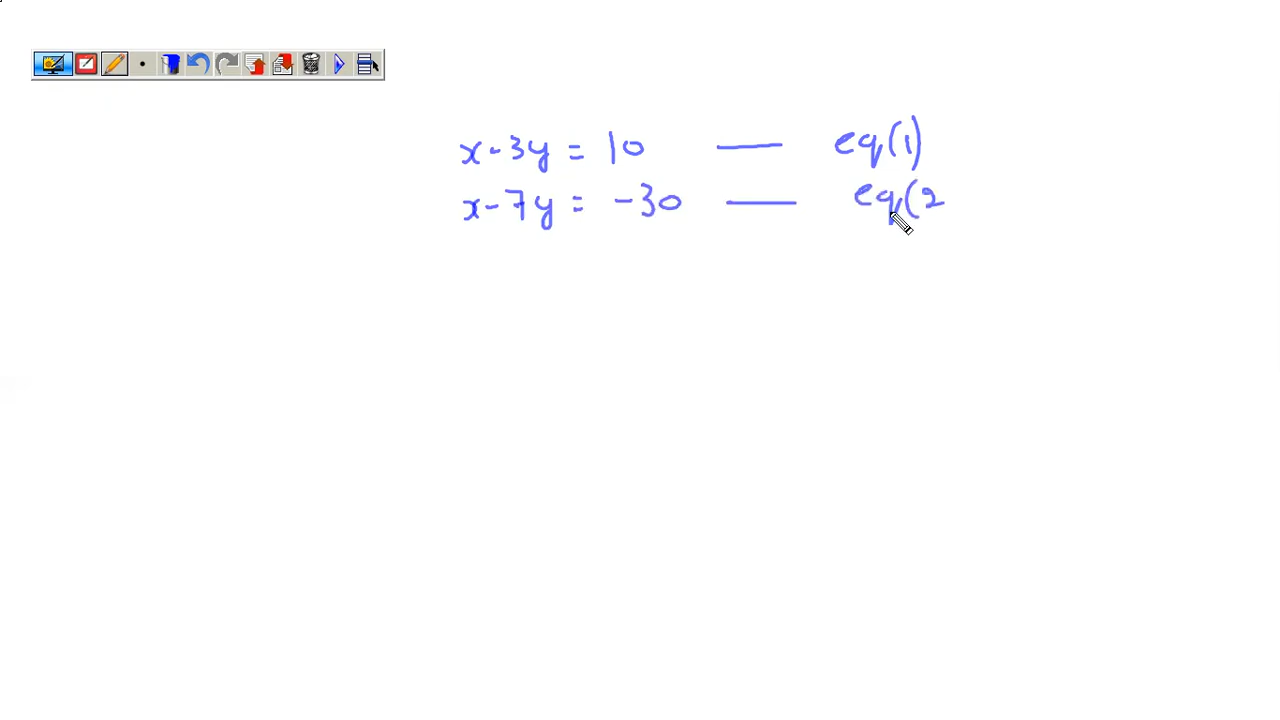 x - 3y = 10 — eq(1)
x - 7y = -30 — eq(2